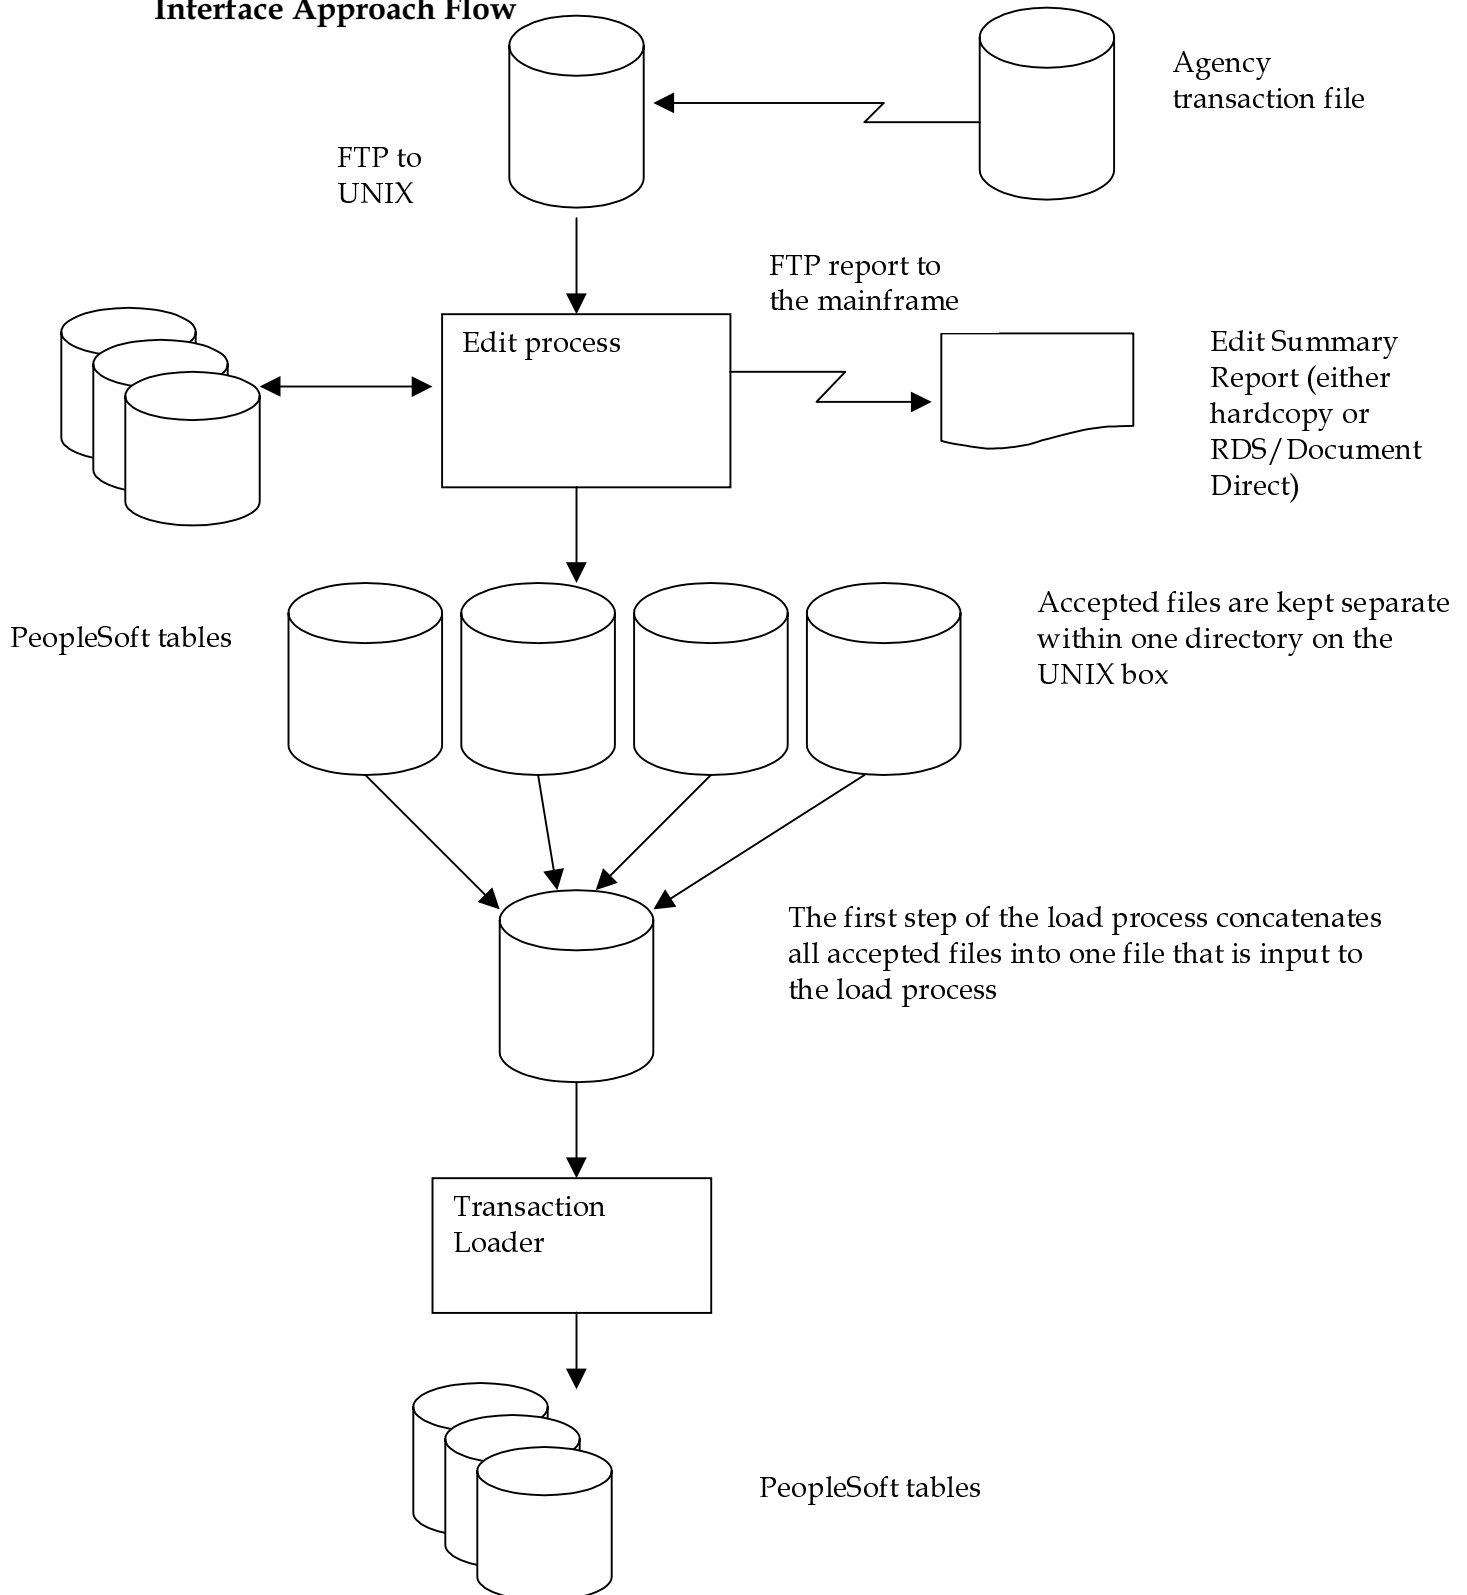 Interface Approach Flow
Agency
transaction file
FTP to
UNIX
FTP report to
the mainframe
Edit process
Edit Summary
Report (either
hardcopy or
RDS/Document
Direct)
PeopleSoft tables
Accepted files are kept separate
within one directory on the
UNIX box
The first step of the load process concatenates
all accepted files into one file that is input to
the load process
Transaction
Loader
PeopleSoft tables